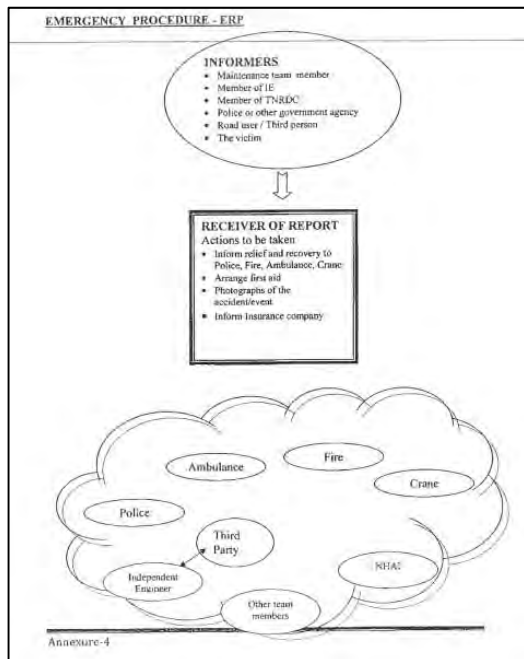 EMERGENCY PROCEDURE - ERP
INFORMERS
• Maintenance team member
• Member of IE
• Member of TNRDC
• Police or other government agency
• Road user / Third person
• The victim
RECEIVER OF REPORT
Actions to be taken
• Inform relief and recovery to
Police, Fire, Ambulance, Crane
• Arrange first aid
• Photographs of the
accident/event
• Inform Insurance company
Fire
Ambulance
Crane
Police
Third
Party
NHAI
Independent
Engineer
Other team
members
Annexure-4